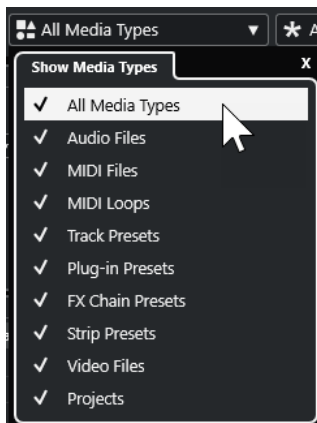 All Media Types
Show Media Types X
All Media Types
Audio Files
MIDI Files
MIDI Loops
Track Presets
Plug-in Presets
FX Chain Presets
Strip Presets
Video Files
Projects